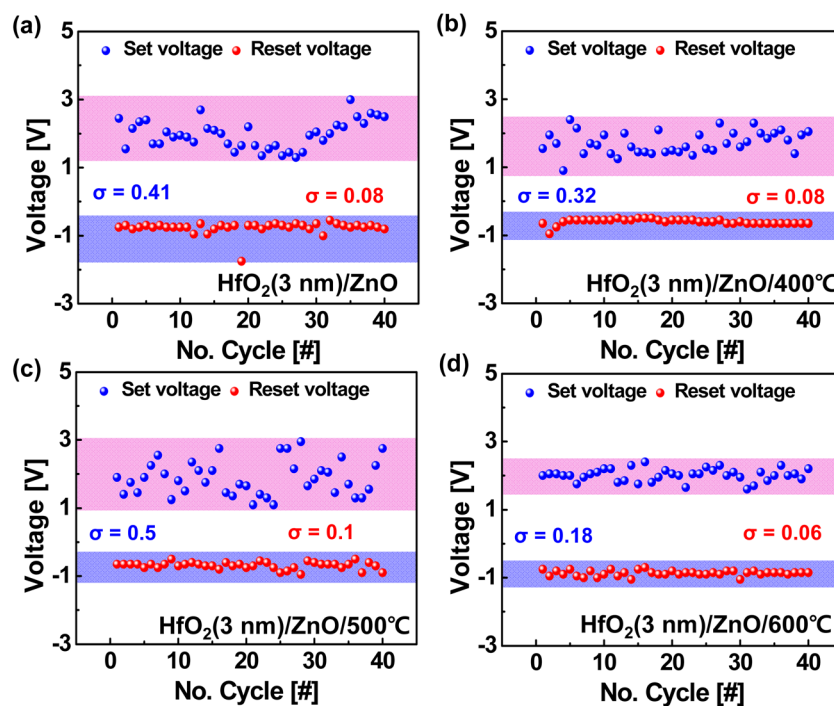 (a)
5
3
1
-1
-3
Voltage [V]
Set voltage Reset voltage
σ = 0.41
σ = 0.08
HfO₂(3 nm)/ZnO
0 10 20 30 40
No. Cycle [#]
(b)
5
3
1
-1
-3
Voltage [V]
Set voltage Reset voltage
σ = 0.32
σ = 0.08
HfO₂(3 nm)/ZnO/400℃
0 10 20 30 40
No. Cycle [#]
(c)
5
3
1
-1
-3
Voltage [V]
Set voltage Reset voltage
σ = 0.5
σ = 0.1
HfO₂(3 nm)/ZnO/500℃
0 10 20 30 40
No. Cycle [#]
(d)
5
3
1
-1
-3
Voltage [V]
Set voltage Reset voltage
σ = 0.18
σ = 0.06
HfO₂(3 nm)/ZnO/600℃
0 10 20 30 40
No. Cycle [#]